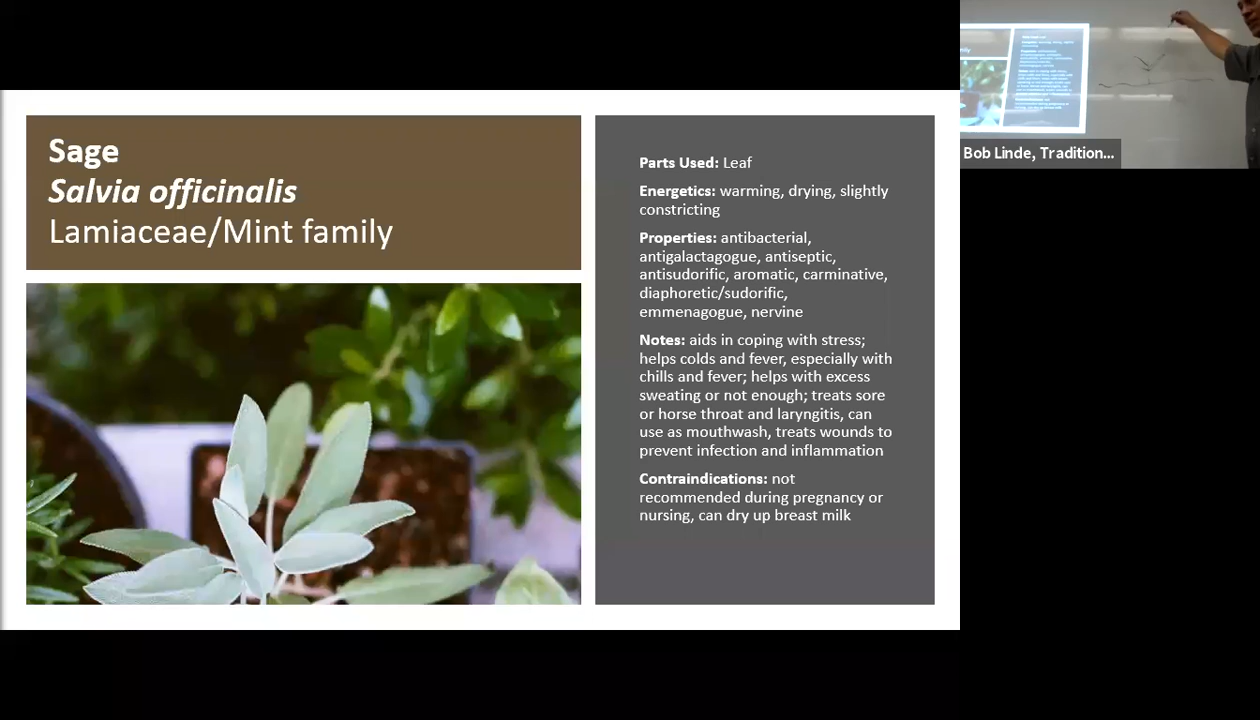 Sage
Salvia officinalis
Lamiaceae/Mint family
Parts Used: Leaf
Energetics: warming, drying, slightly
constricting
Properties: antibacterial,
antigalactagogue, antiseptic,
antisudorific, aromatic, carminative,
diaphoretic/sudorific,
emmenagogue, nervine
Notes: aids in coping with stress;
helps colds and fever, especially with
chills and fever; helps with excess
sweating or not enough; treats sore
or horse throat and laryngitis, can
use as mouthwash, treats wounds to
prevent infection and inflammation
Contraindications: not
recommended during pregnancy or
nursing, can dry up breast milk
Bob Linde, Tradition...